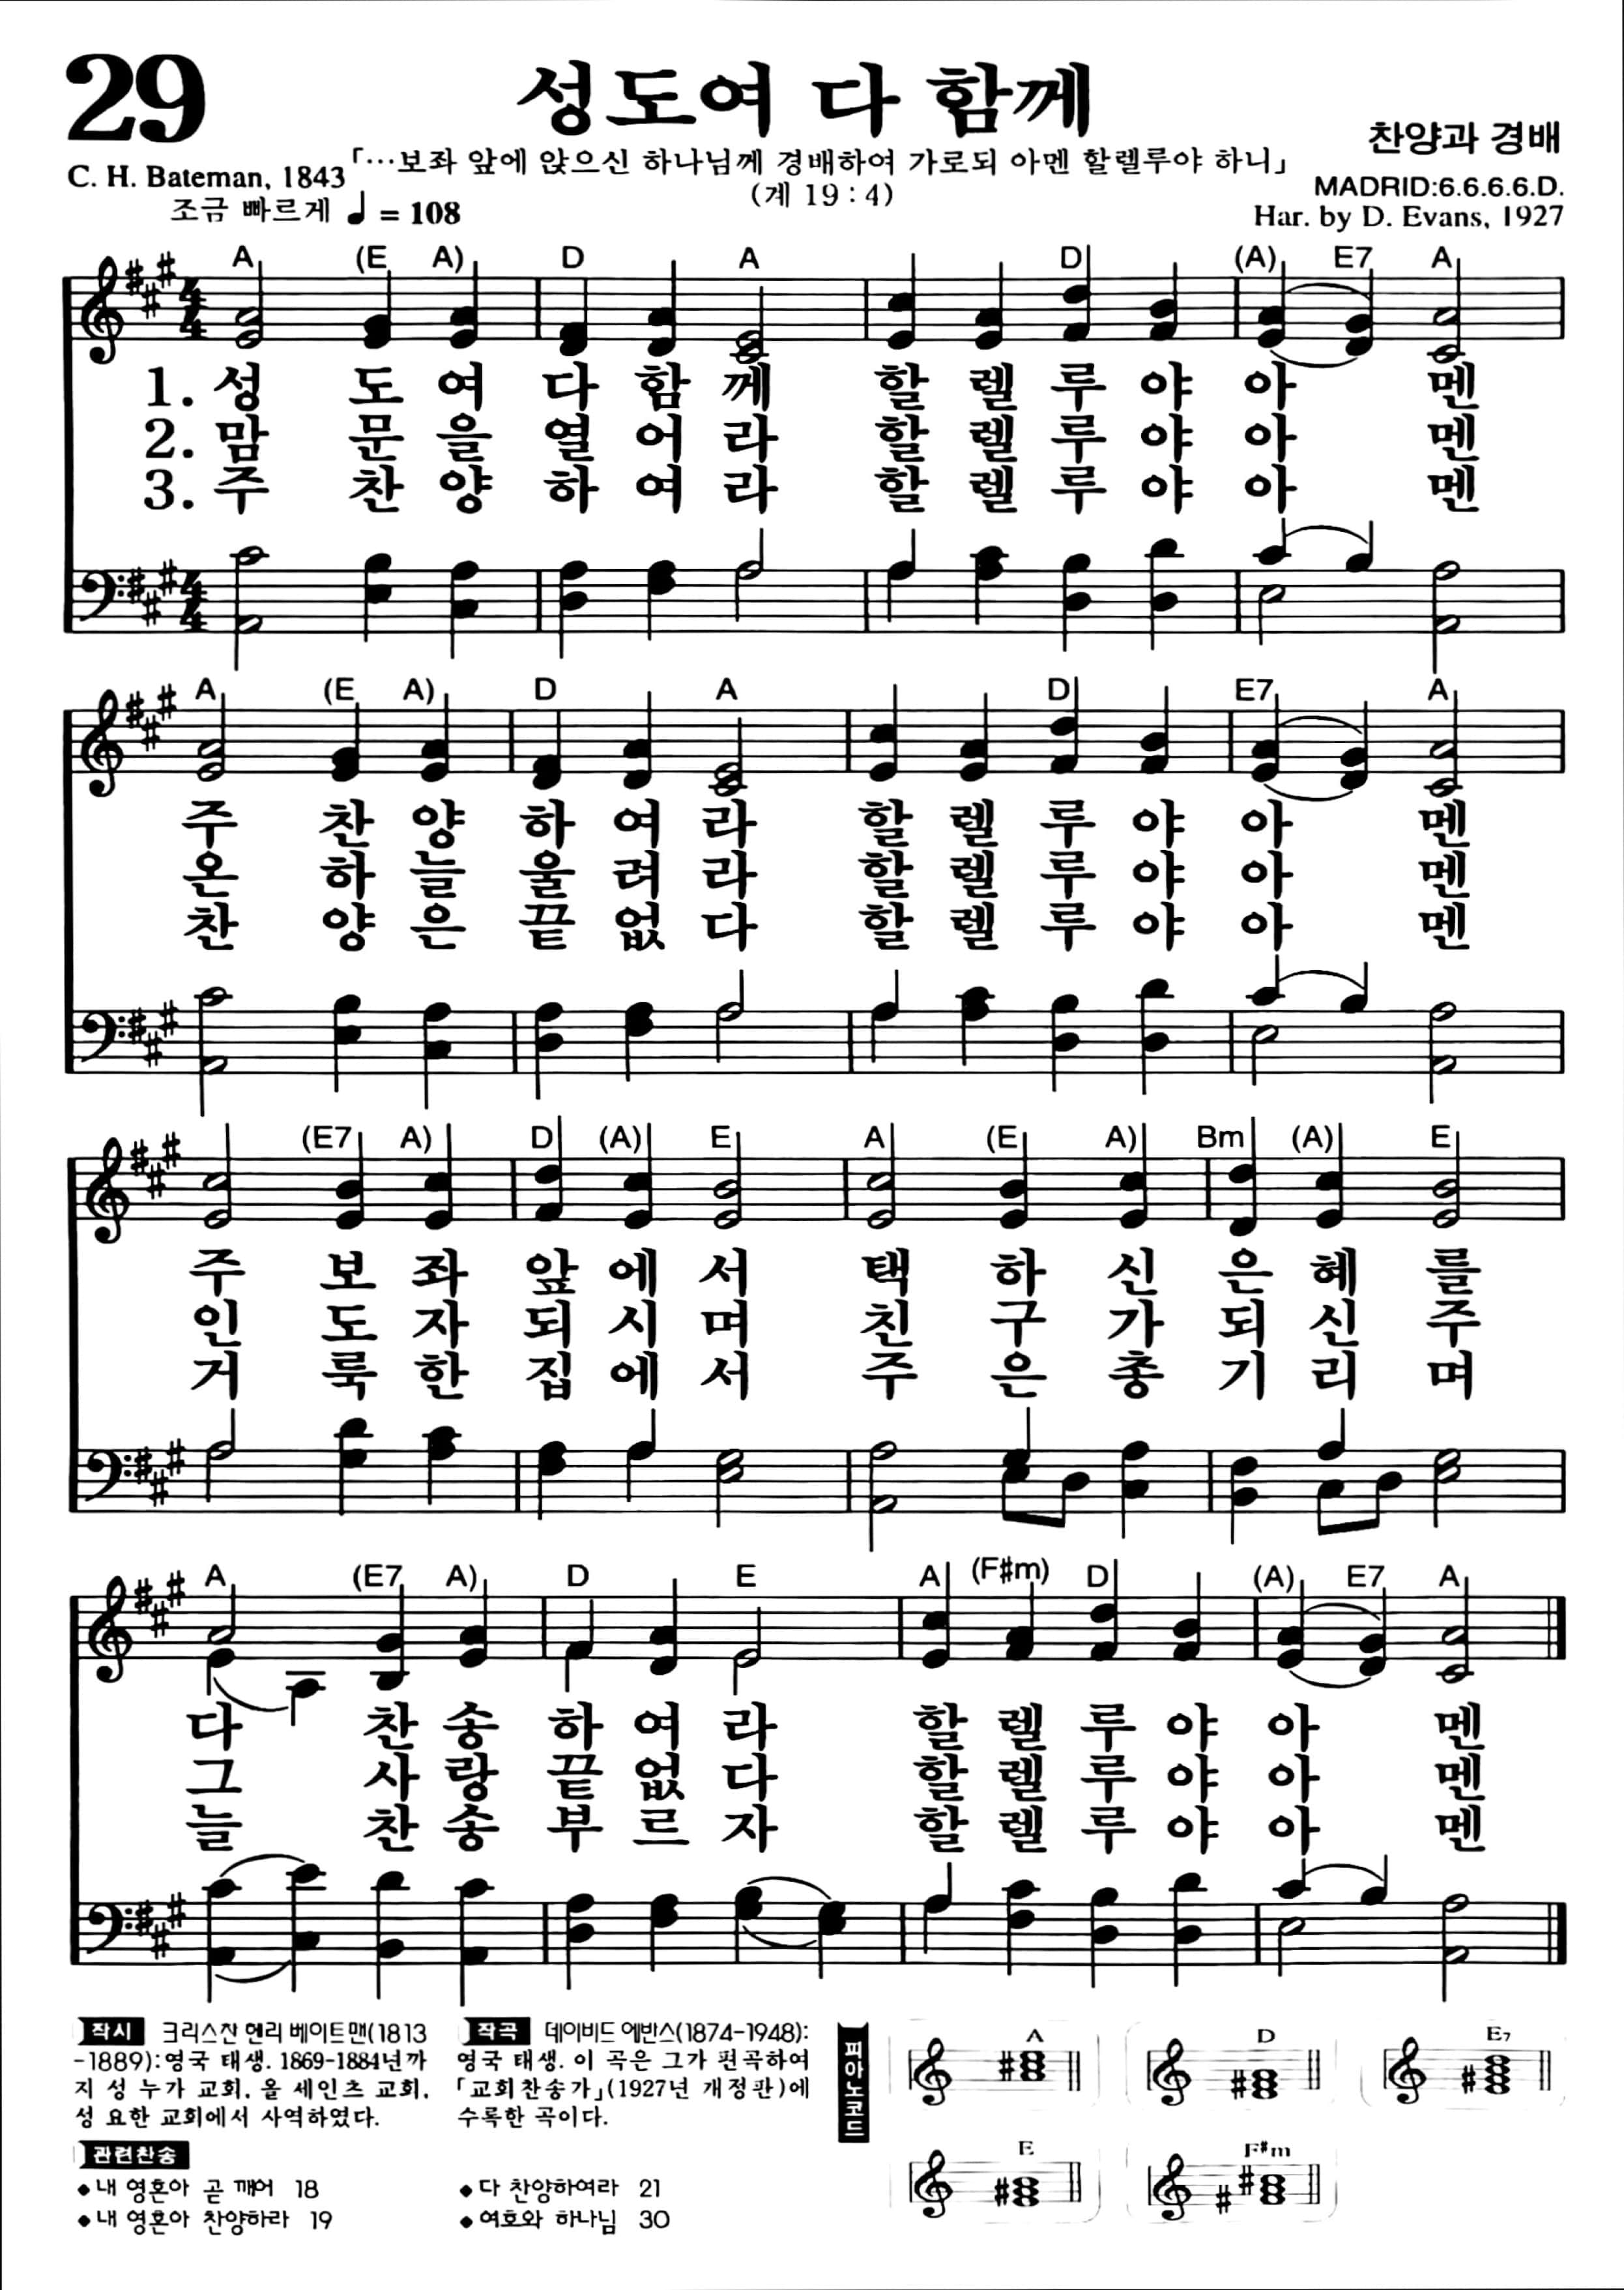 29
성도여 다 함께
찬양과 경배
「…보좌 앞에 앉으신 하나님께 경배하여 가로되 아멘 할렐루야 하니」
(계 19 : 4)
C. H. Bateman, 1843
MADRID:6.6.6.6.D.
조금 빠르게 ♩ = 108
Har. by D. Evans, 1927
A (E A) D A D (A) E7 A
4 4
1. 성 도 여 다 함 께 할 렐 루 야 아 멘
2. 맘 문 을 열 어 라 할 렐 루 야 아 멘
3. 주 찬 양 하 여 라 할 렐 루 야 아 멘
4 4
A (E A) D A D E7 A
주 찬 양 하 여 라 할 렐 루 야 아 멘
온 하 늘 울 려 라 할 렐 루 야 아 멘
찬 양 은 끝 없 다 할 렐 루 야 아 멘
(E7 A) D (A) E A (E A) Bm (A) E
주 보 좌 앞 에 서 택 하 신 은 혜 를
인 도 자 되 시 며 친 구 가 되 신 주
거 룩 한 집 에 서 주 은 총 기 리 며
A (E7 A) D E A (F#m) D (A) E7 A
다 찬 송 하 여 라 할 렐 루 야 아 멘
그 사 랑 끝 없 다 할 렐 루 야 아 멘
늘 찬 송 부 르 자 할 렐 루 야 아 멘
작시 크리스챤 헨리 베이트맨(1813
-1889):영국 태생. 1869-1884년까
지 성 누가 교회, 올 세인츠 교회,
성 요한 교회에서 사역하였다.
작곡 데이비드 에반스(1874-1948):
영국 태생. 이 곡은 그가 편곡하여
「교회찬송가」(1927년 개정판)에
수록한 곡이다.
관련찬송
◆내 영혼아 곧 깨어 18
◆내 영혼아 찬양하라 19
◆다 찬양하여라 21
◆여호와 하나님 30
피아노코드
A D E7
E F#m